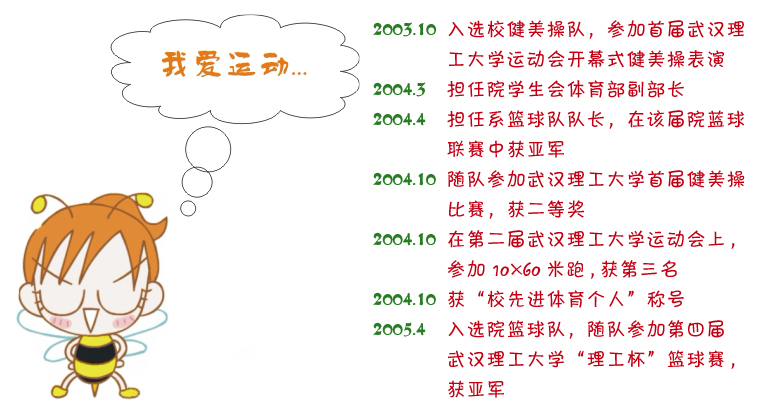 我爱运动...
2003.10 入选校健美操队，参加首届武汉理
工大学运动会开幕式健美操表演
2004.3 担任院学生会体育部副部长
2004.4 担任系篮球队队长，在该届院篮球
联赛中获亚军
2004.10 随队参加武汉理工大学首届健美操
比赛，获二等奖
2004.10 在第二届武汉理工大学运动会上，
参加 10×60 米跑，获第三名
2004.10 获“校先进体育个人”称号
2005.4 入选院篮球队，随队参加第四届
武汉理工大学“理工杯”篮球赛，
获亚军